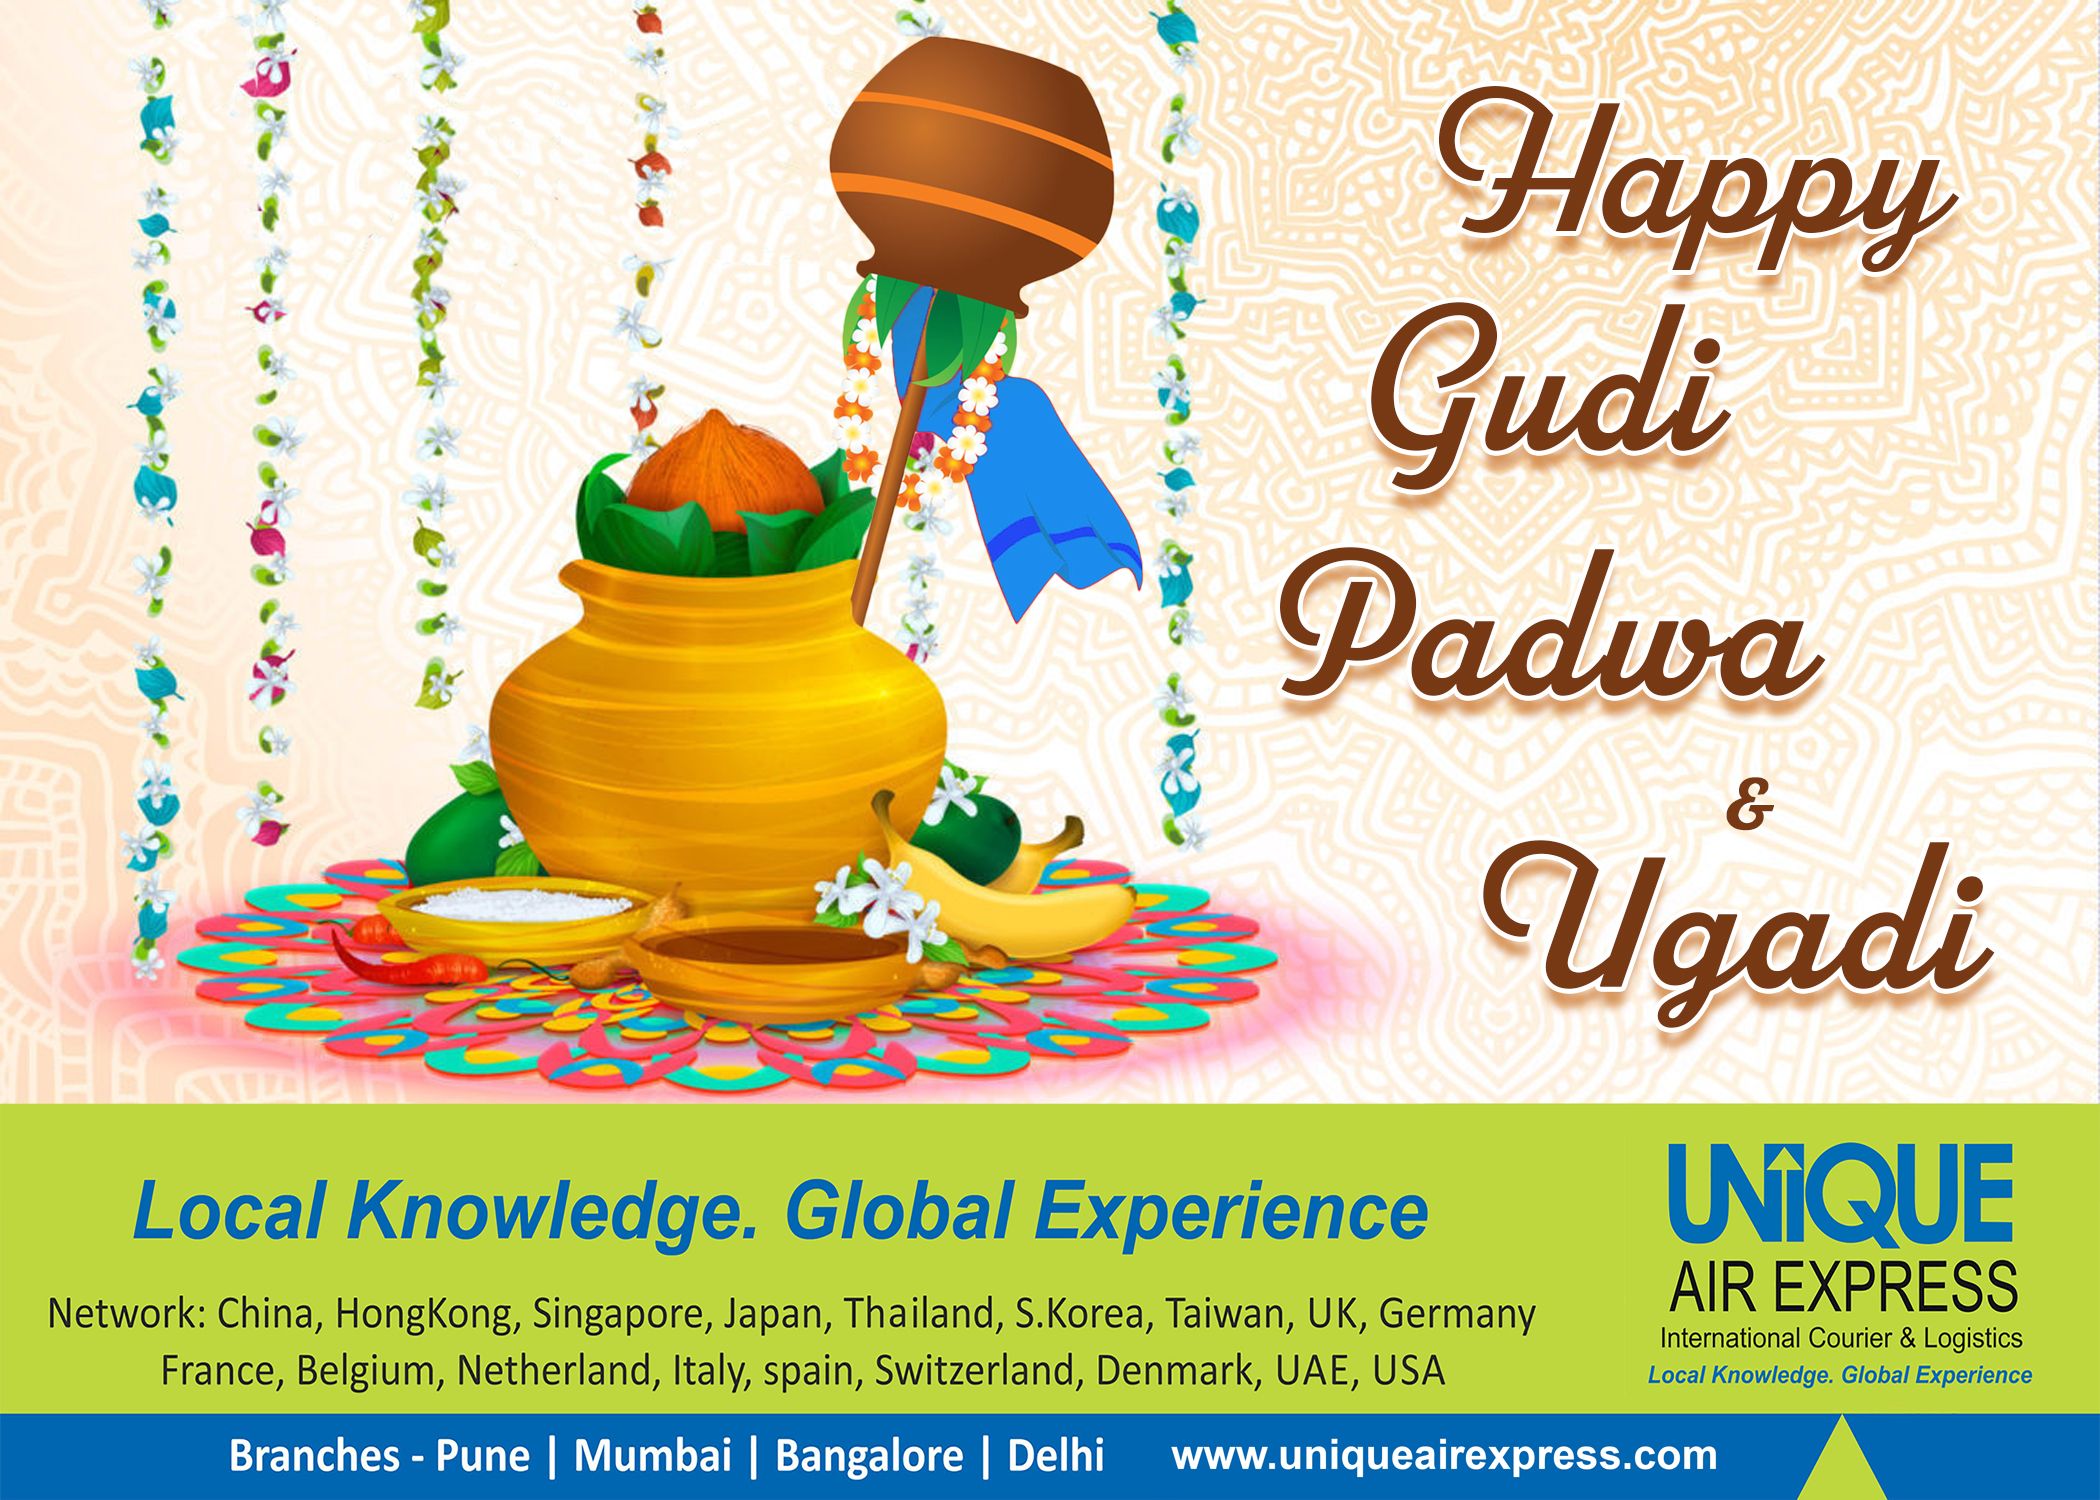 Happy
Gudi
Padwa
&
Ugadi
Local Knowledge. Global Experience
Network: China, HongKong, Singapore, Japan, Thailand, S.Korea, Taiwan, UK, Germany
France, Belgium, Netherland, Italy, spain, Switzerland, Denmark, UAE, USA
UNIQUE
AIR EXPRESS
International Courier & Logistics
Local Knowledge. Global Experience
Branches - Pune | Mumbai | Bangalore | Delhi
www.uniqueairexpress.com